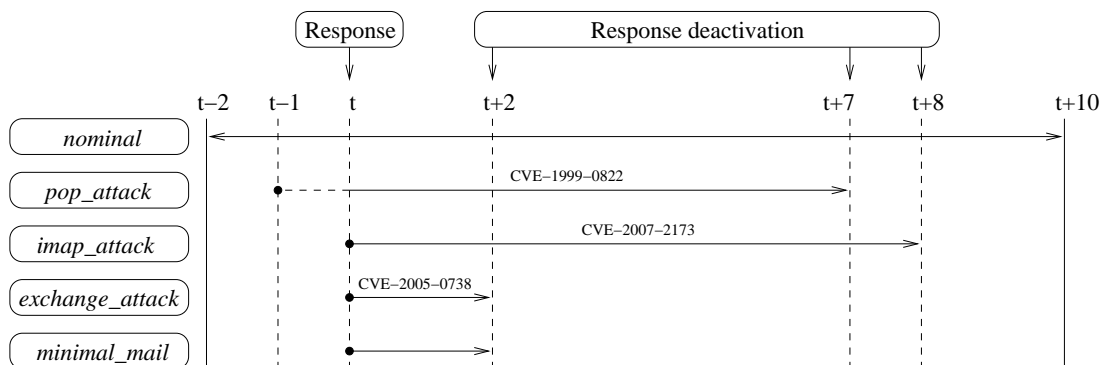 Response Response deactivation
t–2 t–1 t t+2 t+7 t+8 t+10
nominal
pop_attack CVE–1999–0822
imap_attack CVE–2007–2173
exchange_attack CVE–2005–0738
minimal_mail